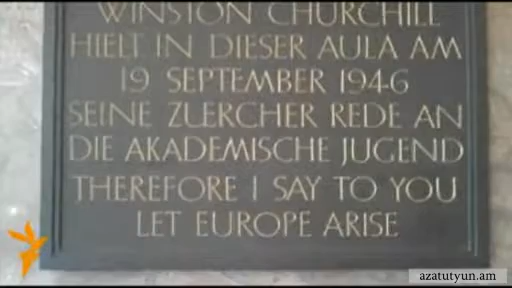 WINSTON CHURCHILL
HIELT IN DIESER AULA AM
19 SEPTEMBER 1946
SEINE ZUERCHER REDE AN
DIE AKADEMISCHE JUGEND
THEREFORE I SAY TO YOU
LET EUROPE ARISE
azatutyun.am